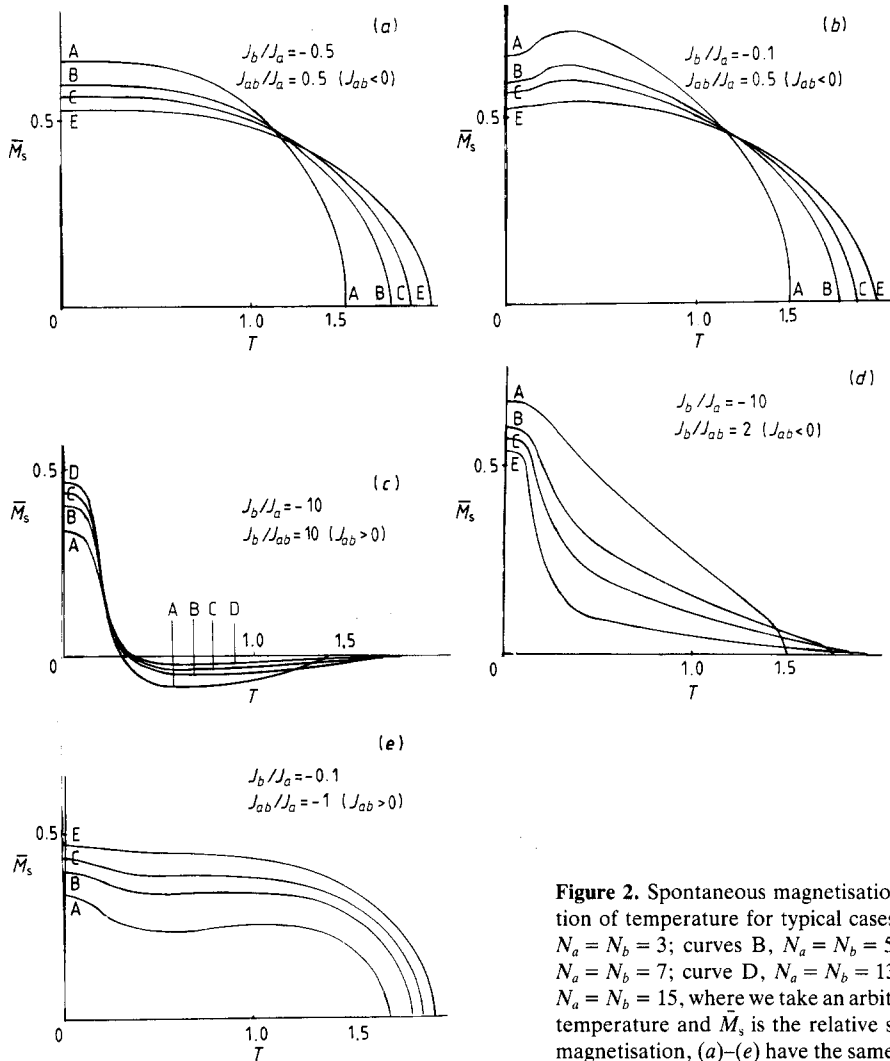 (a)
A
J_b/J_a = -0.5
B
J_ab/J_a = 0.5 (J_ab<0)
C
E
0.5
M̄_s
A B C E
0 1.0 1.5
T
(b)
A
J_b/J_a = -0.1
J_ab/J_a = 0.5 (J_ab<0)
B
C
0.5
E
M̄_s
A B C E
0 1.0 1.5
T
(c)
0.5 D
C
J_b/J_a = -10
M̄_s
B
J_b/J_ab = 10 (J_ab>0)
A
A B C D
1.0 1.5
0
T
(d)
A
J_b/J_a = -10
B
J_b/J_ab = 2 (J_ab<0)
C
0.5 E
M̄_s
0 1.0 1.5
T
(e)
J_b/J_a = -0.1
J_ab/J_a = -1 (J_ab>0)
0.5 E
M̄_s
C
B
A
0 1.0 1.5
T
Figure 2. Spontaneous magnetisation
tion of temperature for typical cases
N_a = N_b = 3; curves B, N_a = N_b = 5
N_a = N_b = 7; curve D, N_a = N_b = 13
N_a = N_b = 15, where we take an arbit
temperature and M̄_s is the relative s
magnetisation, (a)–(e) have the same